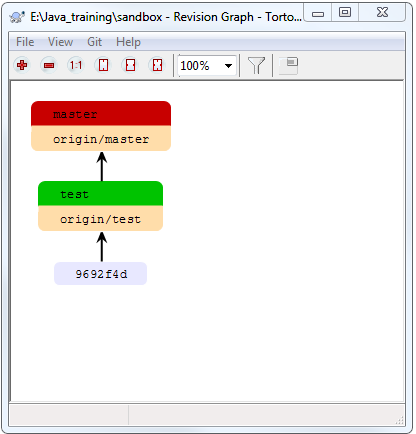 E:\Java_training\sandbox - Revision Graph - Torto...
File View Git Help
1:1 100%
master
origin/master
test
origin/test
9692f4d